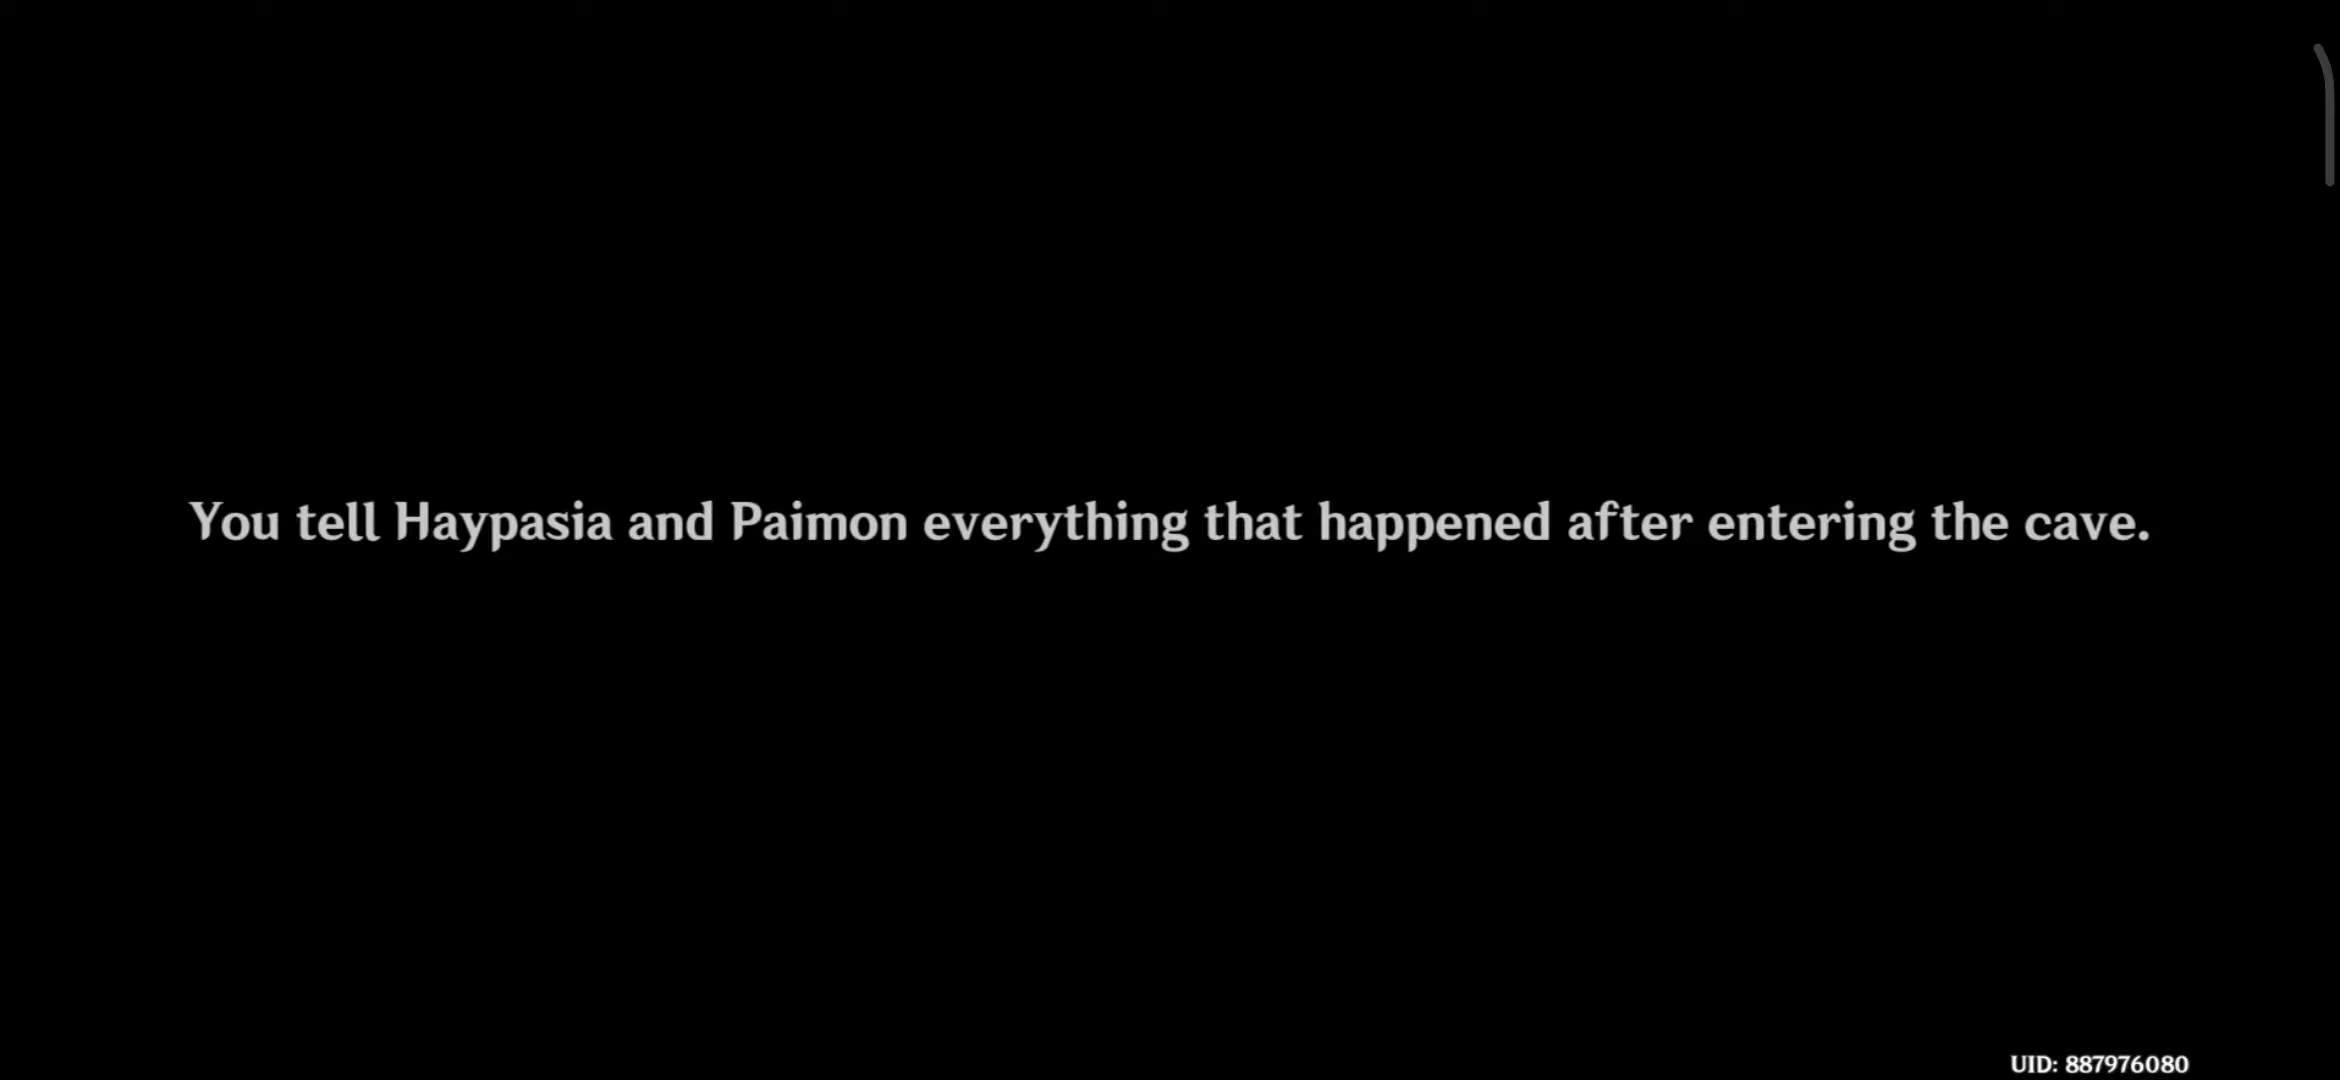 You tell Haypasia and Paimon everything that happened after entering the cave.
UID: 887976080